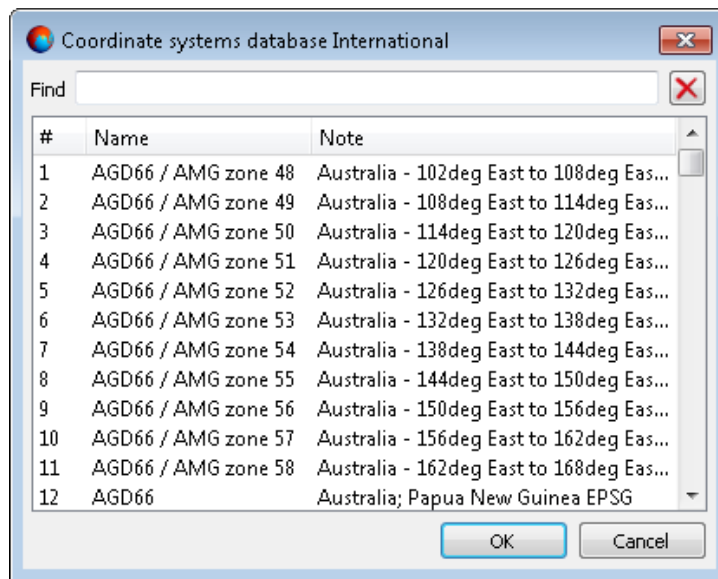 Coordinate systems database International
Find
# Name Note
1 AGD66 / AMG zone 48 Australia - 102deg East to 108deg Eas...
2 AGD66 / AMG zone 49 Australia - 108deg East to 114deg Eas...
3 AGD66 / AMG zone 50 Australia - 114deg East to 120deg Eas...
4 AGD66 / AMG zone 51 Australia - 120deg East to 126deg Eas...
5 AGD66 / AMG zone 52 Australia - 126deg East to 132deg Eas...
6 AGD66 / AMG zone 53 Australia - 132deg East to 138deg Eas...
7 AGD66 / AMG zone 54 Australia - 138deg East to 144deg Eas...
8 AGD66 / AMG zone 55 Australia - 144deg East to 150deg Eas...
9 AGD66 / AMG zone 56 Australia - 150deg East to 156deg Eas...
10 AGD66 / AMG zone 57 Australia - 156deg East to 162deg Eas...
11 AGD66 / AMG zone 58 Australia - 162deg East to 168deg Eas...
12 AGD66 Australia; Papua New Guinea EPSG
OK Cancel